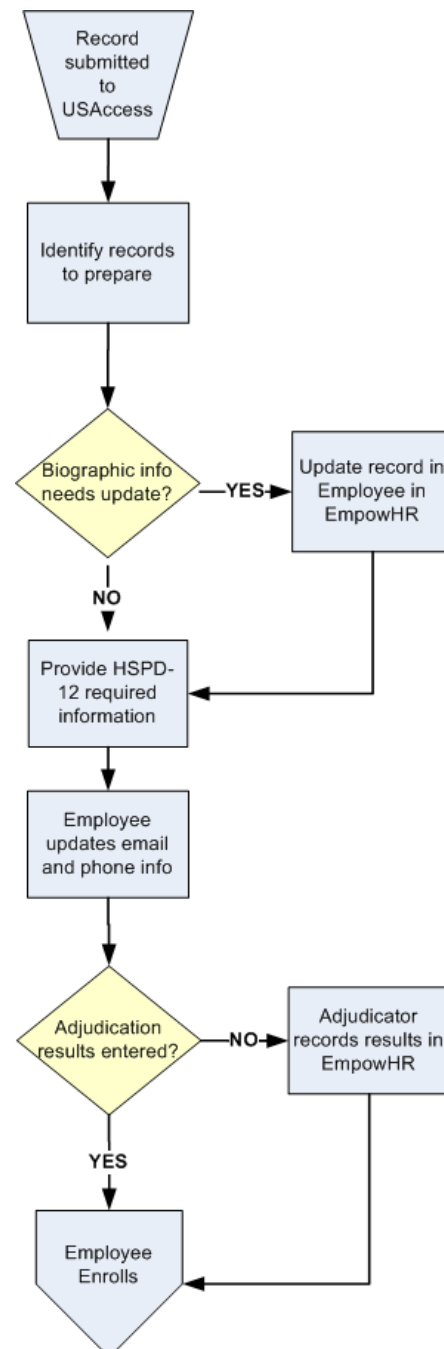 Record
submitted
to
USAccess
Identify records
to prepare
Biographic info
needs update?
YES
Update record in
Employee in
EmpowHR
NO
Provide HSPD-
12 required
information
Employee
updates email
and phone info
Adjudication
results entered?
NO
Adjudicator
records results in
EmpowHR
YES
Employee
Enrolls